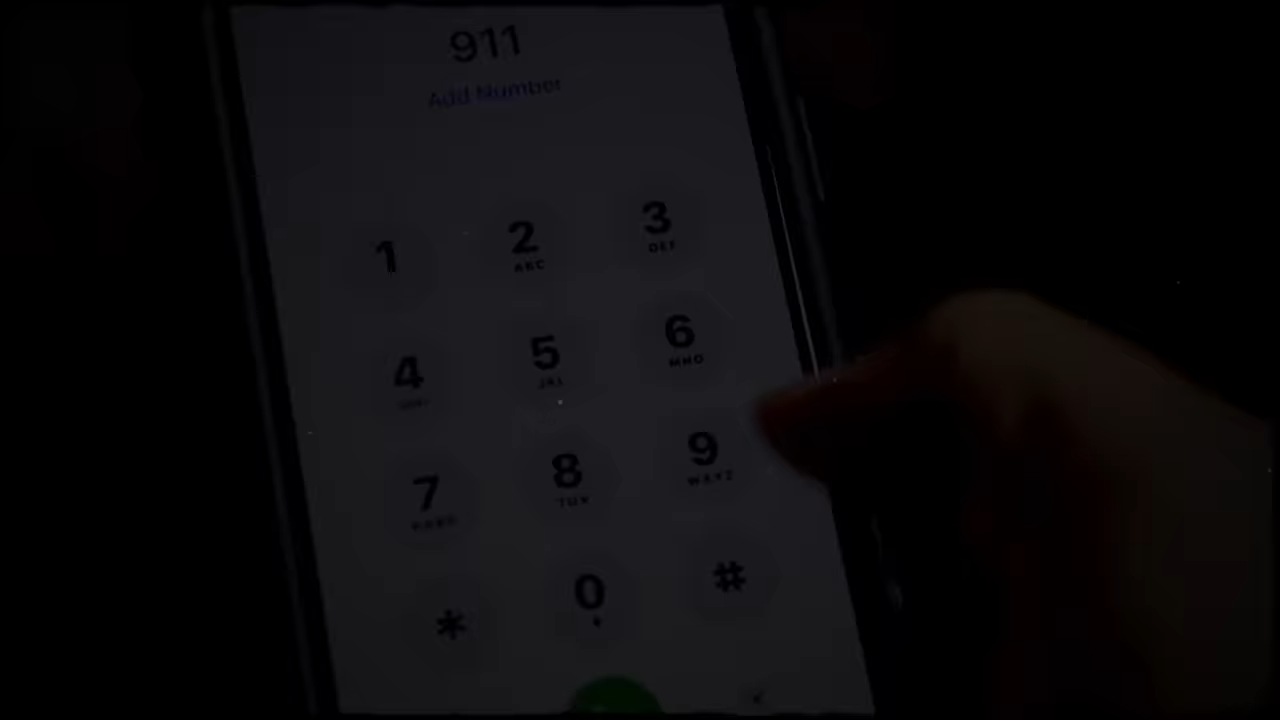 911
Add Number
1 2 3
ABC DEF
4 5 6
JKL MNO
7 8 9
TUV WXYZ
* 0 #
+